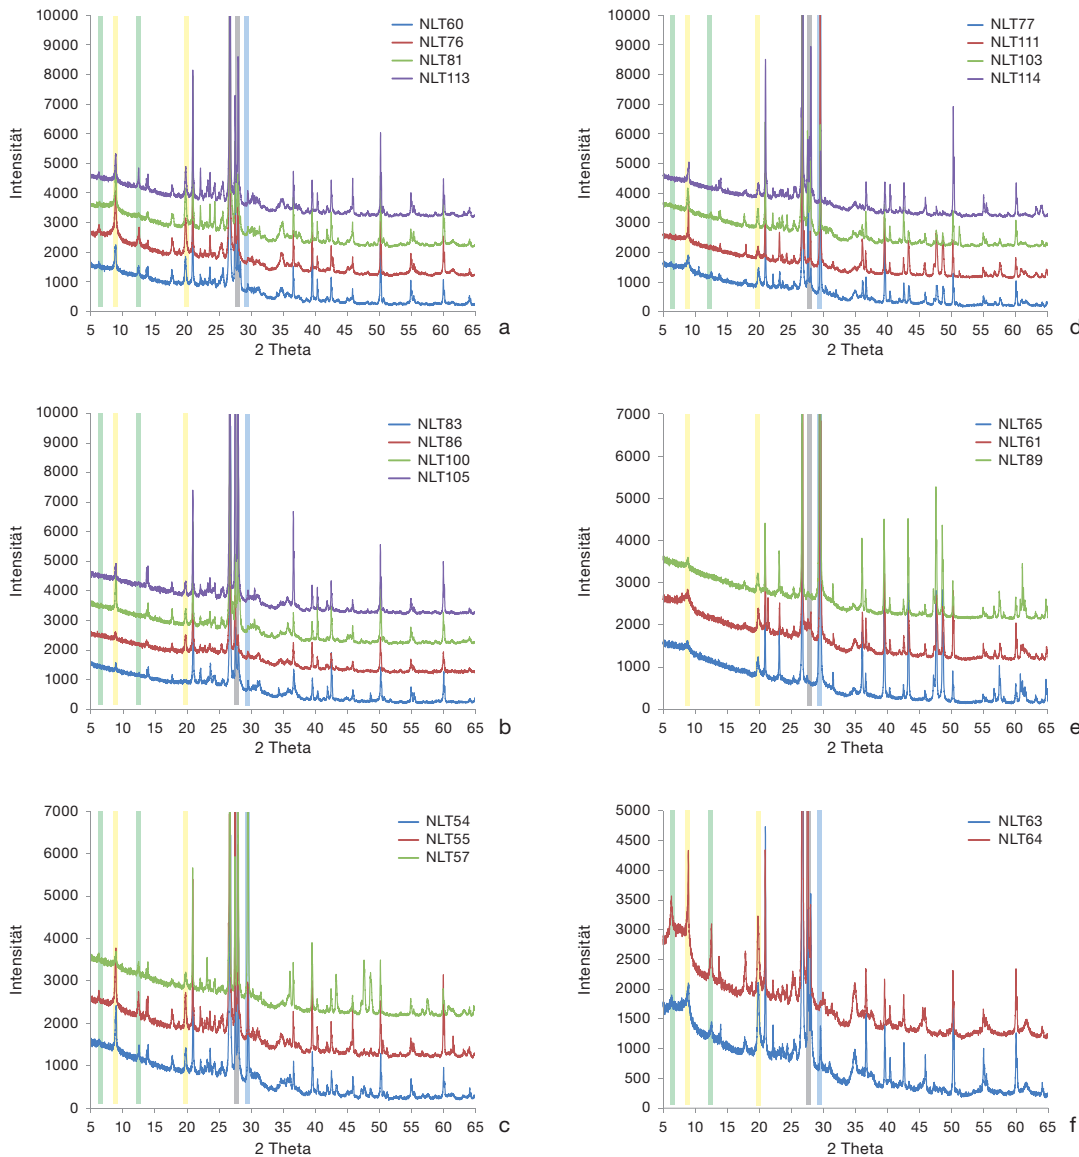 10000
9000
8000
7000
6000
5000
4000
3000
2000
1000
0
Intensität
5 10 15 20 25 30 35 40 45 50 55 60 65
2 Theta
NLT60
NLT76
NLT81
NLT113
a
10000
9000
8000
7000
6000
5000
4000
3000
2000
1000
0
Intensität
5 10 15 20 25 30 35 40 45 50 55 60 65
2 Theta
NLT77
NLT111
NLT103
NLT114
d
10000
9000
8000
7000
6000
5000
4000
3000
2000
1000
0
Intensität
5 10 15 20 25 30 35 40 45 50 55 60 65
2 Theta
NLT83
NLT86
NLT100
NLT105
b
7000
6000
5000
4000
3000
2000
1000
0
Intensität
5 10 15 20 25 30 35 40 45 50 55 60 65
2 Theta
NLT65
NLT61
NLT89
e
7000
6000
5000
4000
3000
2000
1000
0
Intensität
5 10 15 20 25 30 35 40 45 50 55 60 65
2 Theta
NLT54
NLT55
NLT57
c
5000
4500
4000
3500
3000
2500
2000
1500
1000
500
0
Intensität
5 10 15 20 25 30 35 40 45 50 55 60 65
2 Theta
NLT63
NLT64
f